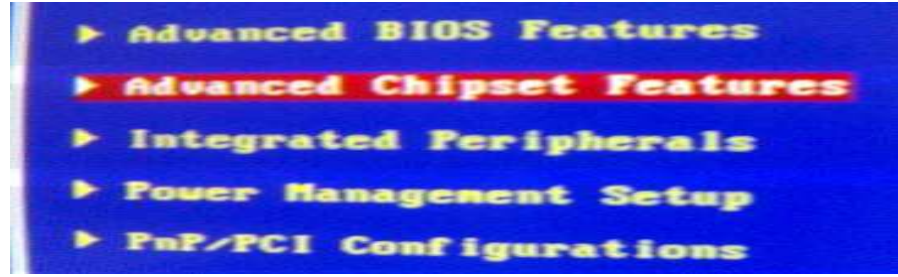 Advanced BIOS Features
Advanced Chipset Features
Integrated Peripherals
Power Management Setup
PnP/PCI Configurations